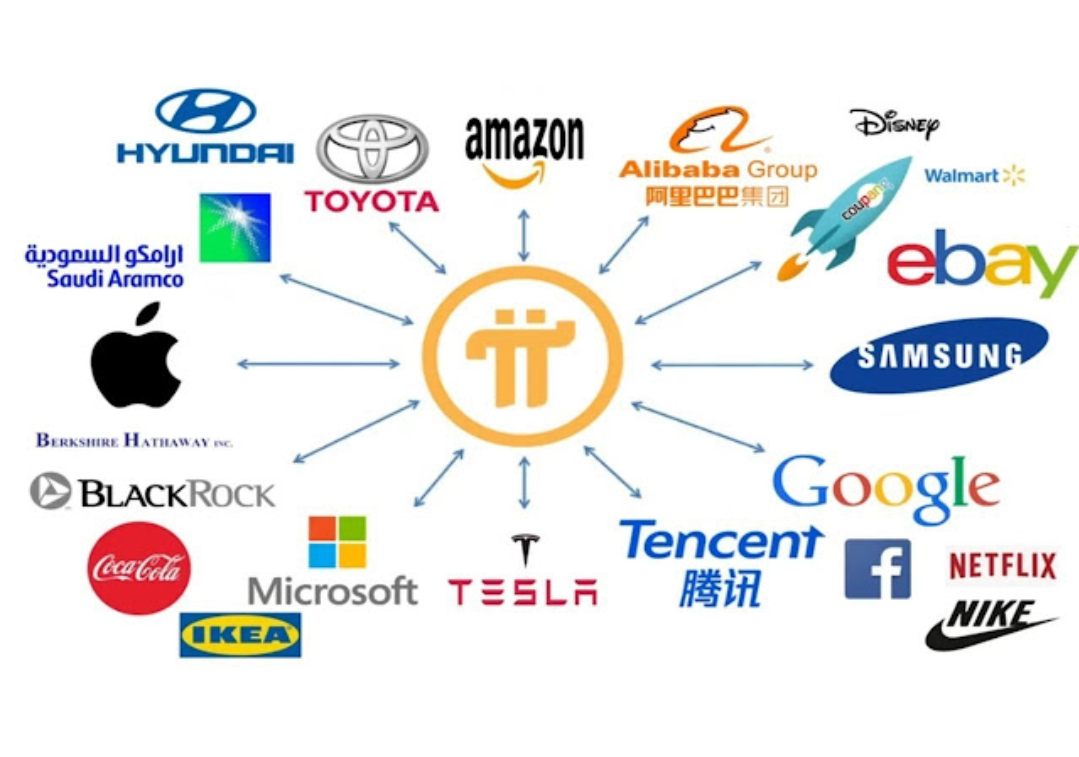 HYUNDAI
TOYOTA
amazon
Alibaba Group
阿里巴巴集团
DISNEY
coupang
Walmart
ebay
ارامكو السعودية
Saudi Aramco
SAMSUNG
BERKSHIRE HATHAWAY INC.
BLACKROCK
Google
Coca-Cola
Microsoft
TESLA
Tencent
腾讯
f
NETFLIX
NIKE
IKEA